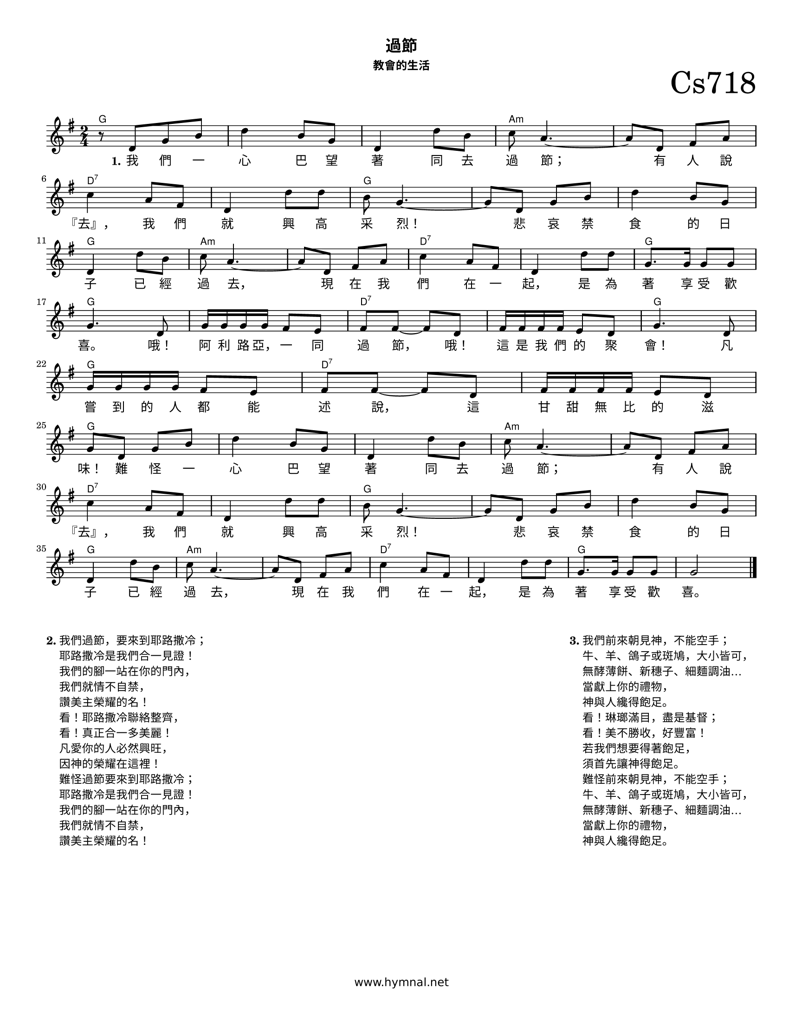 過節
教會的生活
Cs718
G Am
1. 我 們 一 心 巴 望 著 同 去 過 節； 有 人 說
6 D7 G
『去』， 我 們 就 興 高 采 烈！ 悲 哀 禁 食 的 日
11 G Am D7 G
子 已 經 過 去， 現 在 我 們 在 一 起， 是 為 著 享 受 歡
17 G D7 G
喜。 哦！ 阿 利 路 亞， 一 同 過 節， 哦！ 這 是 我 們 的 聚 會！ 凡
22 G D7
嘗 到 的 人 都 能 述 說， 這 甘 甜 無 比 的 滋
25 G Am
味！ 難 怪 一 心 巴 望 著 同 去 過 節； 有 人 說
30 D7 G
『去』， 我 們 就 興 高 采 烈！ 悲 哀 禁 食 的 日
35 G Am D7 G
子 已 經 過 去， 現 在 我 們 在 一 起， 是 為 著 享 受 歡 喜。
2. 我們過節，要來到耶路撒冷；
耶路撒冷是我們合一見證！
我們的腳一站在你的門內，
我們就情不自禁，
讚美主榮耀的名！
看！耶路撒冷聯絡整齊，
看！真正合一多美麗！
凡愛你的人必然興旺，
因神的榮耀在這裡！
難怪過節要來到耶路撒冷；
耶路撒冷是我們合一見證！
我們的腳一站在你的門內，
我們就情不自禁，
讚美主榮耀的名！
3. 我們前來朝見神，不能空手；
牛、羊、鴿子或斑鳩，大小皆可，
無酵薄餅、新穗子、細麵調油…
當獻上你的禮物，
神與人纔得飽足。
看！琳瑯滿目，盡是基督；
看！美不勝收，好豐富！
若我們想要得著飽足，
須首先讓神得飽足。
難怪前來朝見神，不能空手；
牛、羊、鴿子或斑鳩，大小皆可，
無酵薄餅、新穗子、細麵調油…
當獻上你的禮物，
神與人纔得飽足。
www.hymnal.net